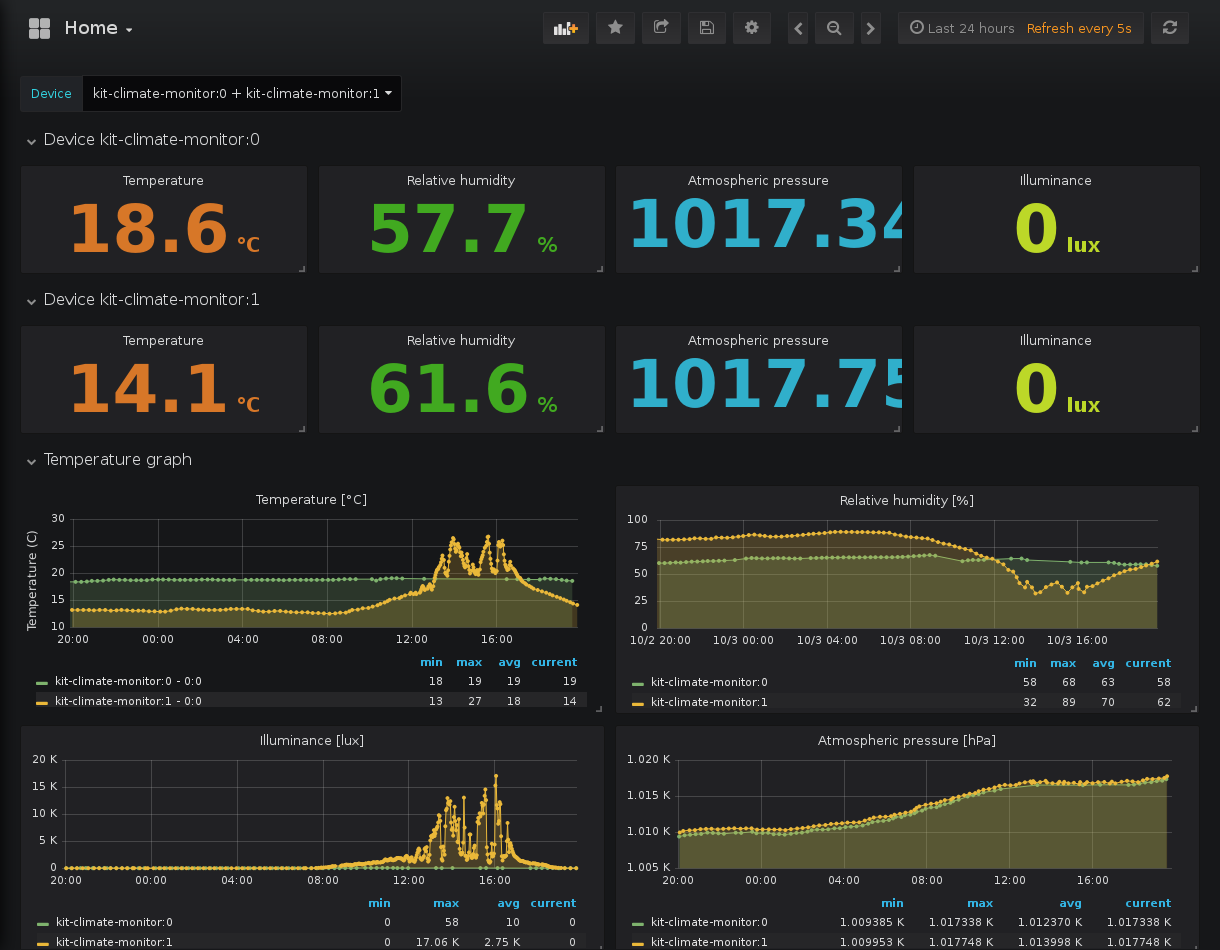 Home
Last 24 hours Refresh every 5s
Device kit-climate-monitor:0 + kit-climate-monitor:1
Device kit-climate-monitor:0
Temperature Relative humidity Atmospheric pressure Illuminance
18.6 °C 57.7 % 1017.34 0 lux
Device kit-climate-monitor:1
Temperature Relative humidity Atmospheric pressure Illuminance
14.1 °C 61.6 % 1017.75 0 lux
Temperature graph
Temperature [°C]
Temperature (C)
30
25
20
15
10
20:00 00:00 04:00 08:00 12:00 16:00
min max avg current
kit-climate-monitor:0 - 0:0 18 19 19 19
kit-climate-monitor:1 - 0:0 13 27 18 14
Relative humidity [%]
100
75
50
25
0
10/2 20:00 10/3 00:00 10/3 04:00 10/3 08:00 10/3 12:00 10/3 16:00
min max avg current
kit-climate-monitor:0 58 68 63 58
kit-climate-monitor:1 32 89 70 62
Illuminance [lux]
20 K
15 K
10 K
5 K
0
20:00 00:00 04:00 08:00 12:00 16:00
min max avg current
kit-climate-monitor:0 0 58 10 0
kit-climate-monitor:1 0 17.06 K 2.75 K 0
Atmospheric pressure [hPa]
1.020 K
1.015 K
1.010 K
1.005 K
20:00 00:00 04:00 08:00 12:00 16:00
min max avg current
kit-climate-monitor:0 1.009385 K 1.017338 K 1.012370 K 1.017338 K
kit-climate-monitor:1 1.009953 K 1.017748 K 1.013998 K 1.017748 K